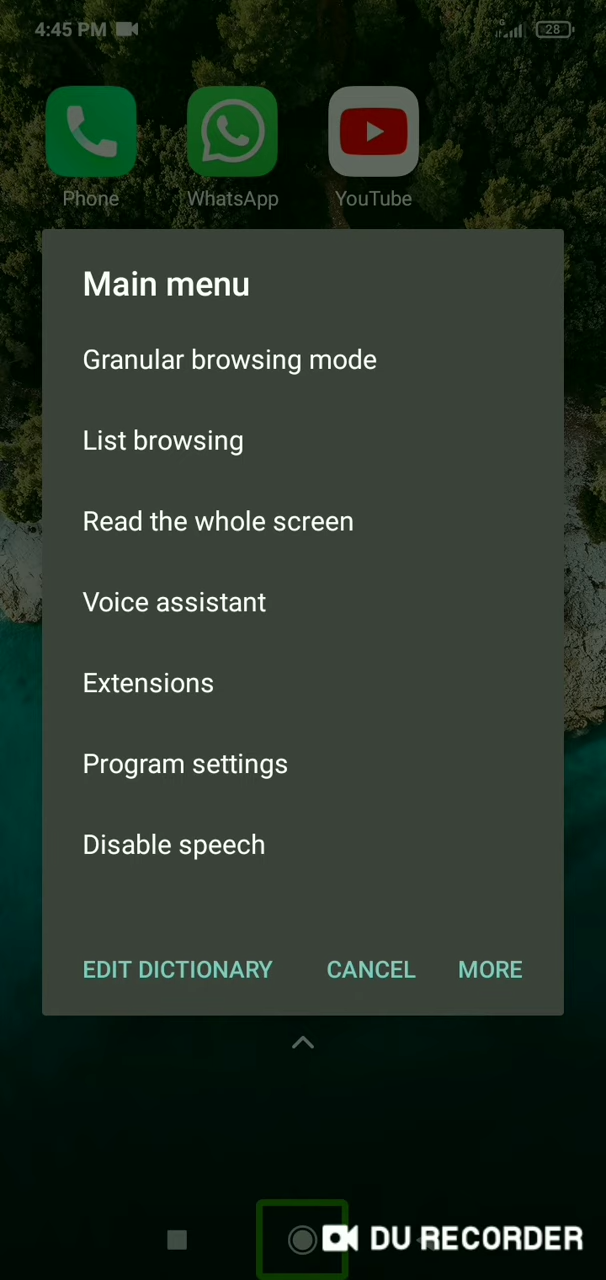 4:45 PM G 28
Phone WhatsApp YouTube
Main menu
Granular browsing mode
List browsing
Read the whole screen
Voice assistant
Extensions
Program settings
Disable speech
EDIT DICTIONARY CANCEL MORE
DU RECORDER